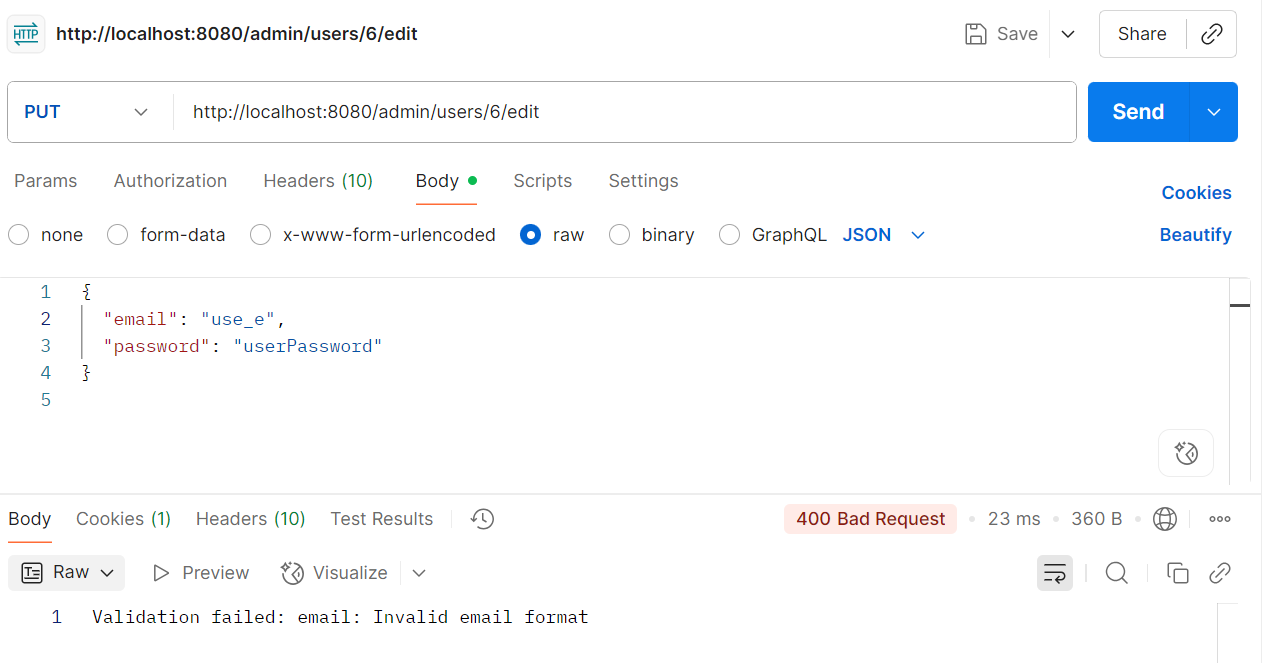 HTTP http://localhost:8080/admin/users/6/edit Save Share
PUT http://localhost:8080/admin/users/6/edit Send
Params Authorization Headers (10) Body Scripts Settings Cookies
none form-data x-www-form-urlencoded raw binary GraphQL JSON Beautify
1 {
2 "email": "use_e",
3 "password": "userPassword"
4 }
5
Body Cookies (1) Headers (10) Test Results 400 Bad Request 23 ms 360 B
Raw Preview Visualize
1 Validation failed: email: Invalid email format